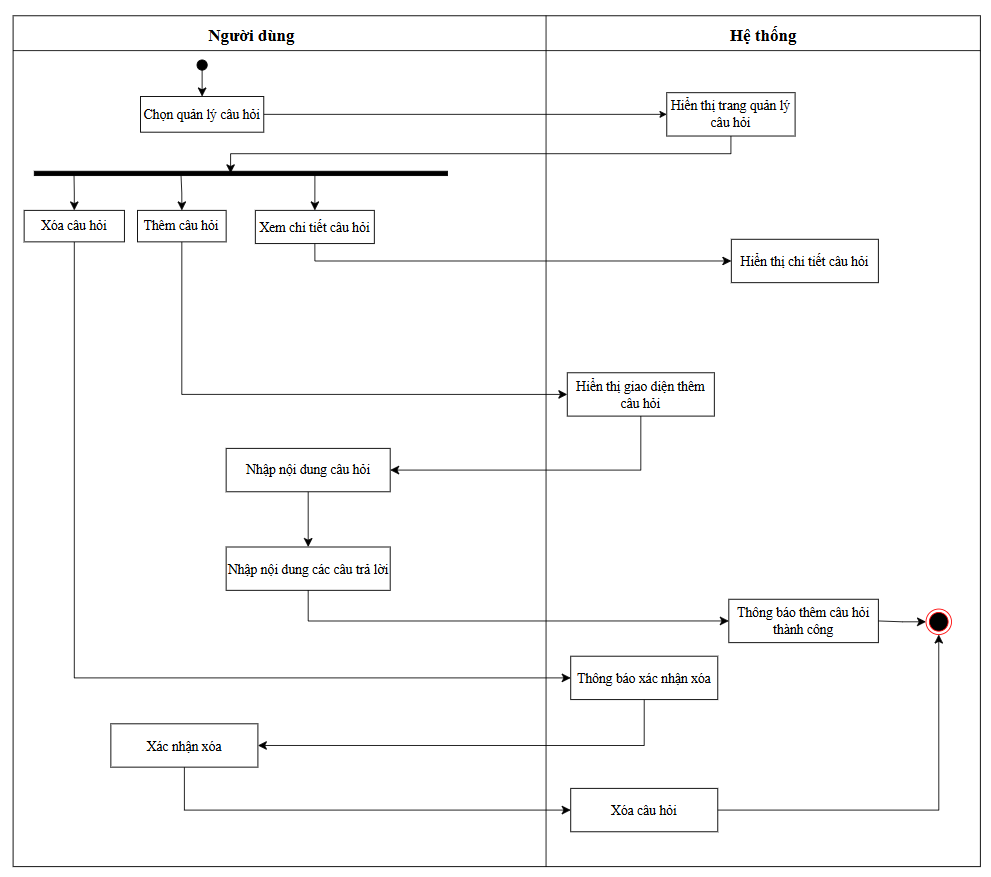 Người dùng
Hệ thống
Chọn quản lý câu hỏi
Hiển thị trang quản lý
câu hỏi
Xóa câu hỏi
Thêm câu hỏi
Xem chi tiết câu hỏi
Hiển thị chi tiết câu hỏi
Hiển thị giao diện thêm
câu hỏi
Nhập nội dung câu hỏi
Nhập nội dung các câu trả lời
Thông báo thêm câu hỏi
thành công
Thông báo xác nhận xóa
Xác nhận xóa
Xóa câu hỏi